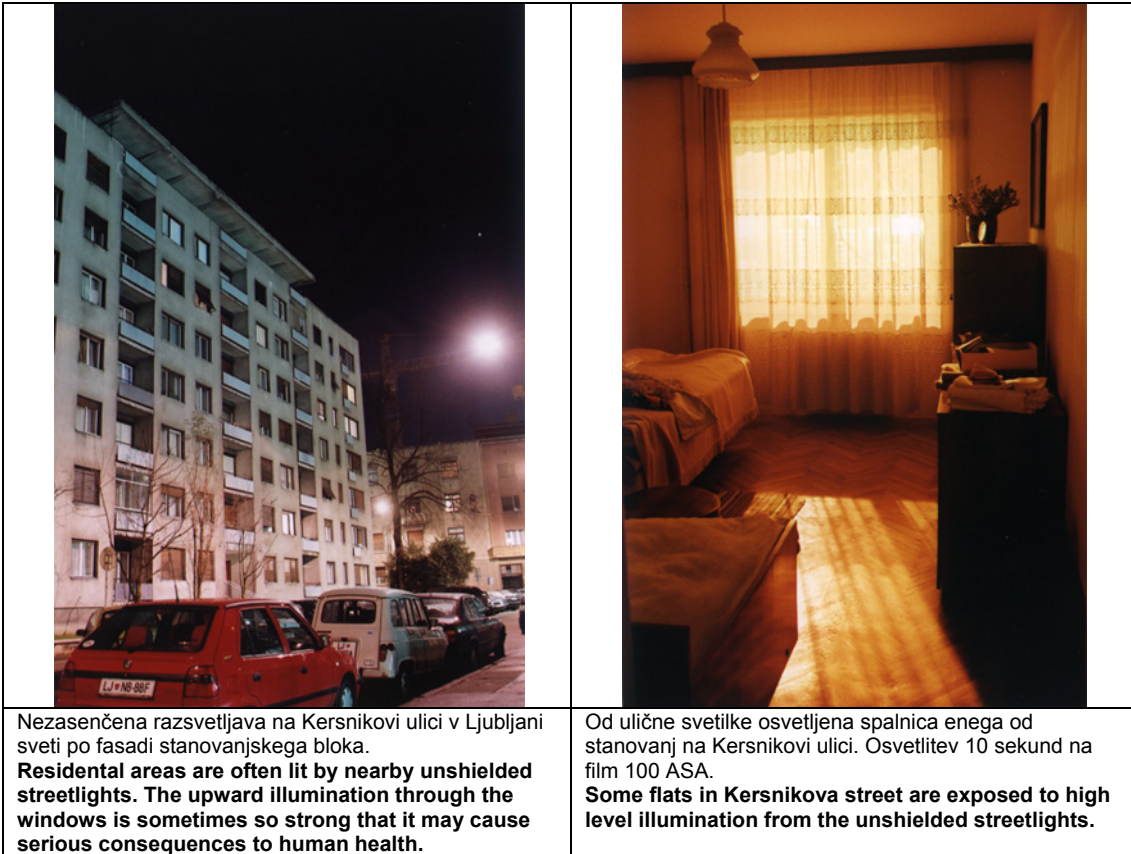 LJ NB-88F
Nezasenčena razsvetljava na Kersnikovi ulici v Ljubljani
sveti po fasadi stanovanjskega bloka.
Residental areas are often lit by nearby unshielded
streetlights. The upward illumination through the
windows is sometimes so strong that it may cause
serious consequences to human health.
Od ulične svetilke osvetljena spalnica enega od
stanovanj na Kersnikovi ulici. Osvetlitev 10 sekund na
film 100 ASA.
Some flats in Kersnikova street are exposed to high
level illumination from the unshielded streetlights.